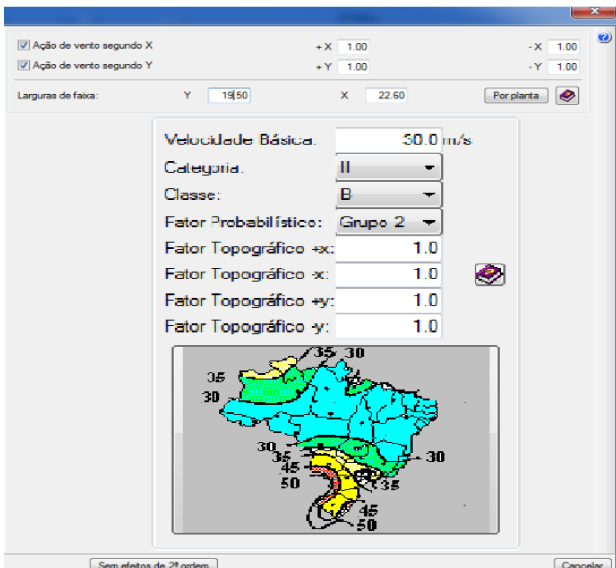 Ação de vento segundo X +X 1.00 -X 1.00
Ação de vento segundo Y +Y 1.00 -Y 1.00
Larguras de faixa: Y 19.50 X 22.60 Por planta
Velocidade Básica: 30.0 m/s
Categoria: II
Classe: B
Fator Probabilístico: Grupo 2
Fator Topográfico +x: 1.0
Fator Topográfico -x: 1.0
Fator Topográfico +y: 1.0
Fator Topográfico -y: 1.0
35 30
35
30
30
35 30
45
50 35
45
50
Sem efeitos de 2ª ordem Cancelar